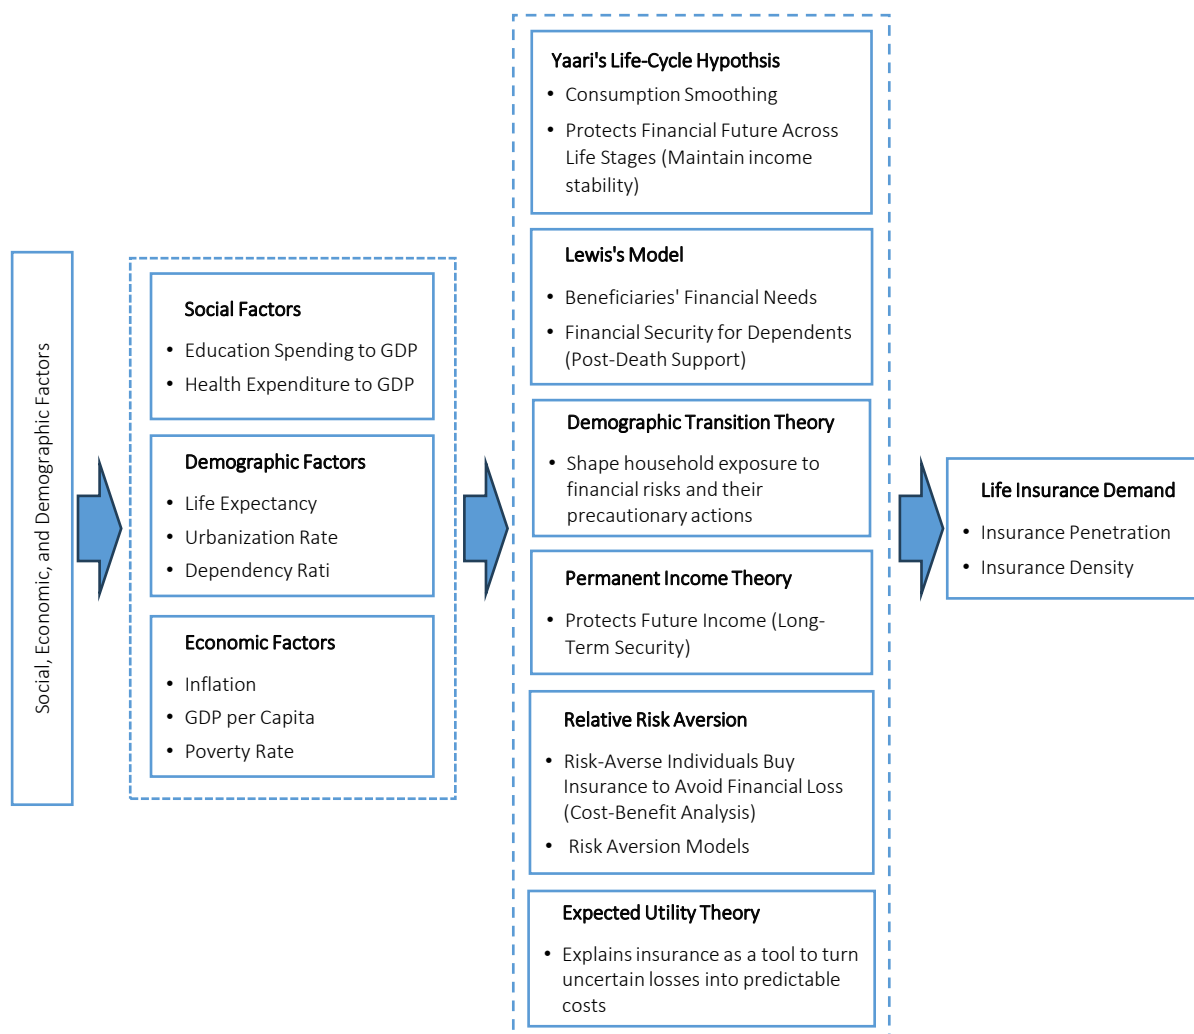 Social, Economic, and Demographic Factors
Social Factors
• Education Spending to GDP
• Health Expenditure to GDP
Demographic Factors
• Life Expectancy
• Urbanization Rate
• Dependency Rati
Economic Factors
• Inflation
• GDP per Capita
• Poverty Rate
Yaari's Life-Cycle Hypothsis
• Consumption Smoothing
• Protects Financial Future Across
Life Stages (Maintain income
stability)
Lewis's Model
• Beneficiaries' Financial Needs
• Financial Security for Dependents
(Post-Death Support)
Demographic Transition Theory
• Shape household exposure to
financial risks and their
precautionary actions
Permanent Income Theory
• Protects Future Income (Long-
Term Security)
Relative Risk Aversion
• Risk-Averse Individuals Buy
Insurance to Avoid Financial Loss
(Cost-Benefit Analysis)
• Risk Aversion Models
Expected Utility Theory
• Explains insurance as a tool to turn
uncertain losses into predictable
costs
Life Insurance Demand
• Insurance Penetration
• Insurance Density